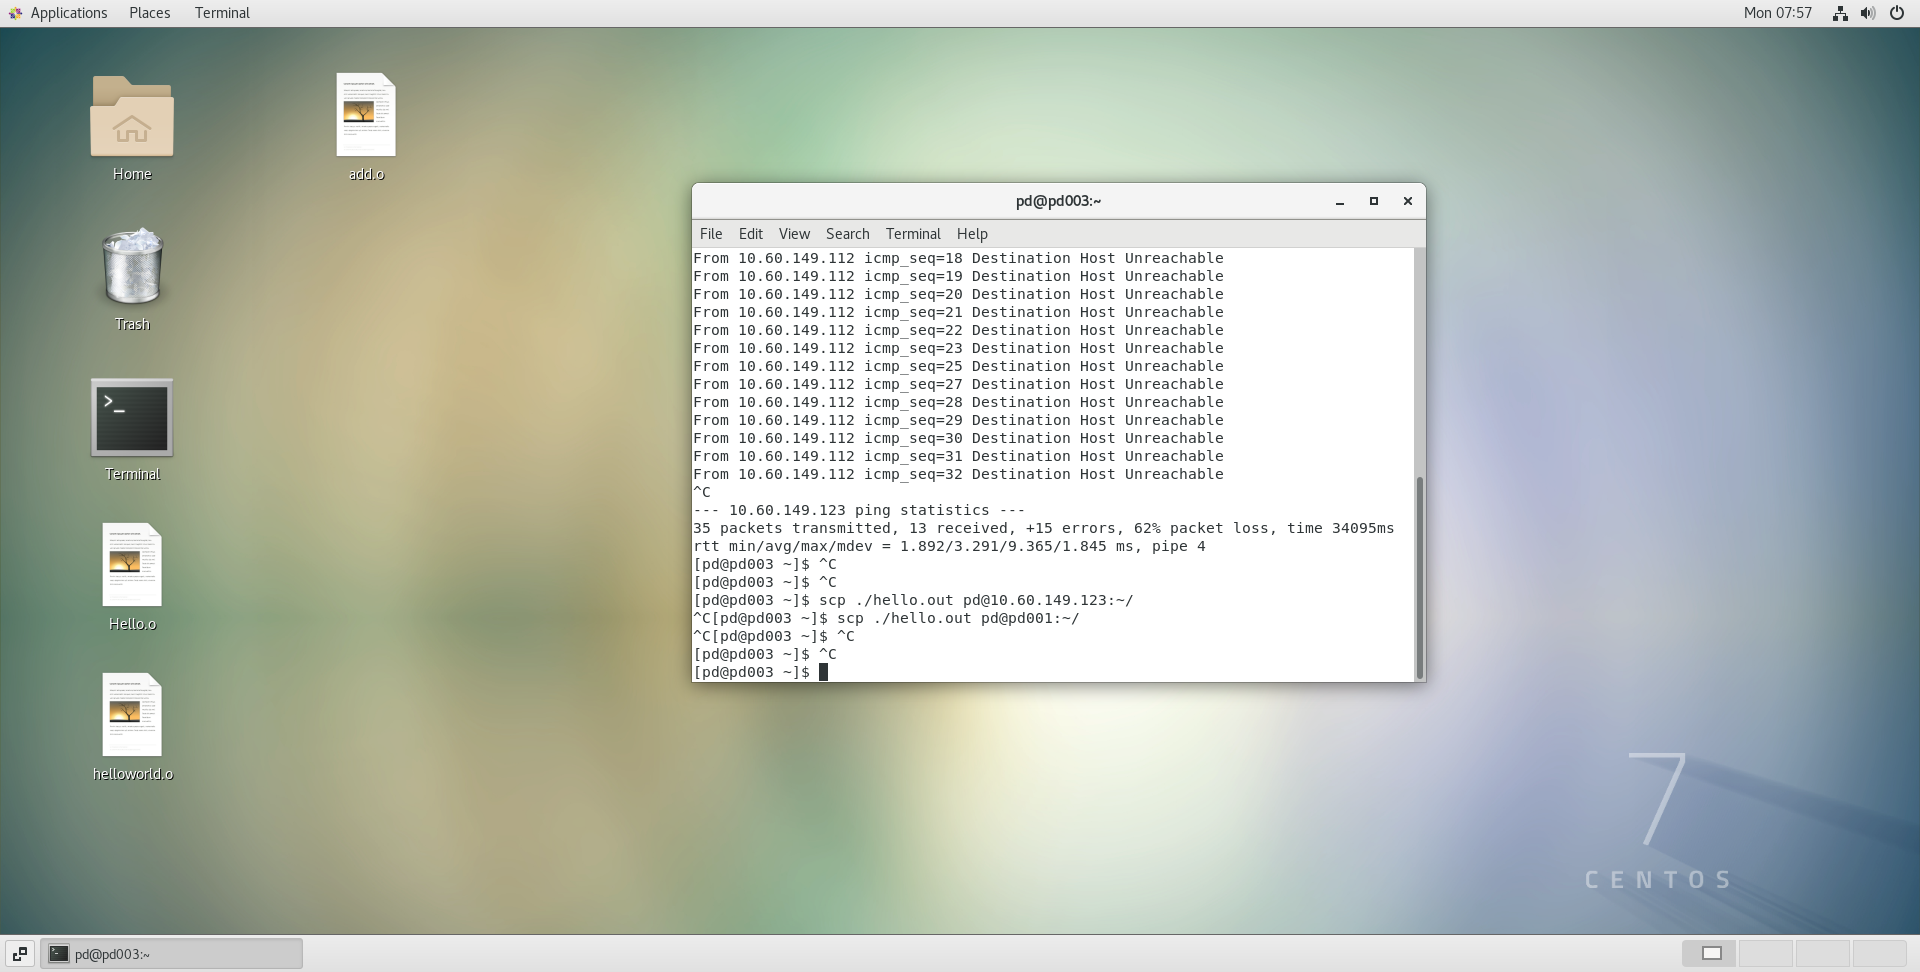 Applications Places Terminal Mon 07:57
Home
add.o
Trash
>_
Terminal
Hello.o
helloworld.o
pd@pd003:~
File Edit View Search Terminal Help
From 10.60.149.112 icmp_seq=18 Destination Host Unreachable
From 10.60.149.112 icmp_seq=19 Destination Host Unreachable
From 10.60.149.112 icmp_seq=20 Destination Host Unreachable
From 10.60.149.112 icmp_seq=21 Destination Host Unreachable
From 10.60.149.112 icmp_seq=22 Destination Host Unreachable
From 10.60.149.112 icmp_seq=23 Destination Host Unreachable
From 10.60.149.112 icmp_seq=25 Destination Host Unreachable
From 10.60.149.112 icmp_seq=27 Destination Host Unreachable
From 10.60.149.112 icmp_seq=28 Destination Host Unreachable
From 10.60.149.112 icmp_seq=29 Destination Host Unreachable
From 10.60.149.112 icmp_seq=30 Destination Host Unreachable
From 10.60.149.112 icmp_seq=31 Destination Host Unreachable
From 10.60.149.112 icmp_seq=32 Destination Host Unreachable
^C
--- 10.60.149.123 ping statistics ---
35 packets transmitted, 13 received, +15 errors, 62% packet loss, time 34095ms
rtt min/avg/max/mdev = 1.892/3.291/9.365/1.845 ms, pipe 4
[pd@pd003 ~]$ ^C
[pd@pd003 ~]$ ^C
[pd@pd003 ~]$ scp ./hello.out pd@10.60.149.123:~/
^C[pd@pd003 ~]$ scp ./hello.out pd@pd001:~/
^C[pd@pd003 ~]$ ^C
[pd@pd003 ~]$ ^C
[pd@pd003 ~]$
7
CENTOS
pd@pd003:~